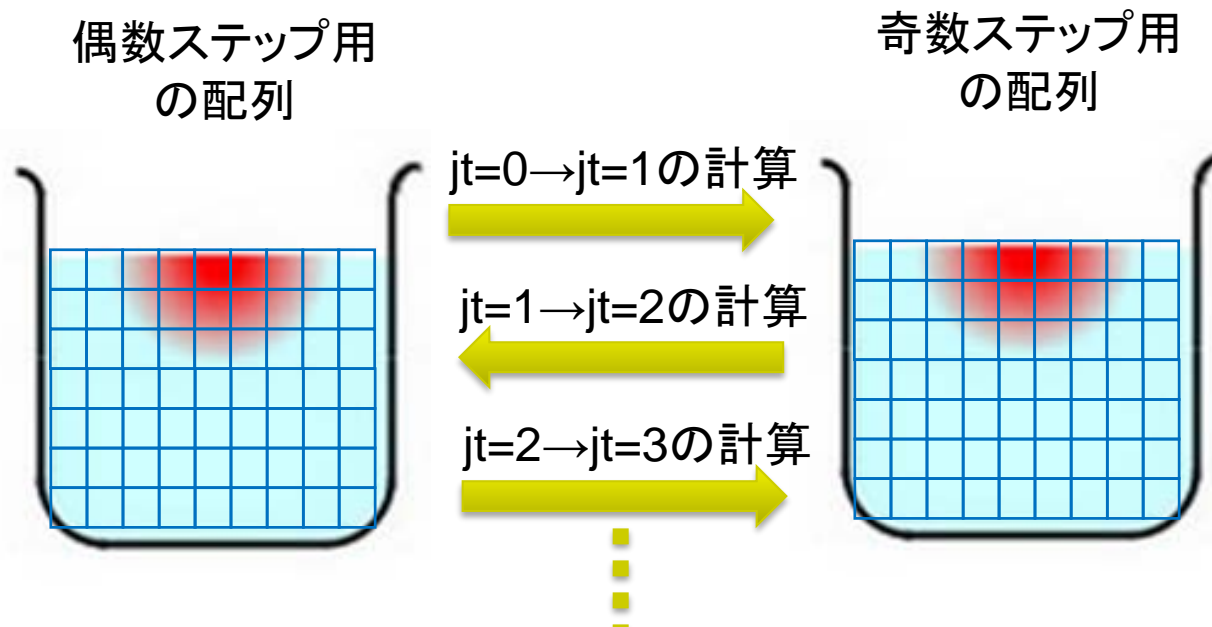 偶数ステップ用
の配列
奇数ステップ用
の配列
jt=0→jt=1の計算
jt=1→jt=2の計算
jt=2→jt=3の計算